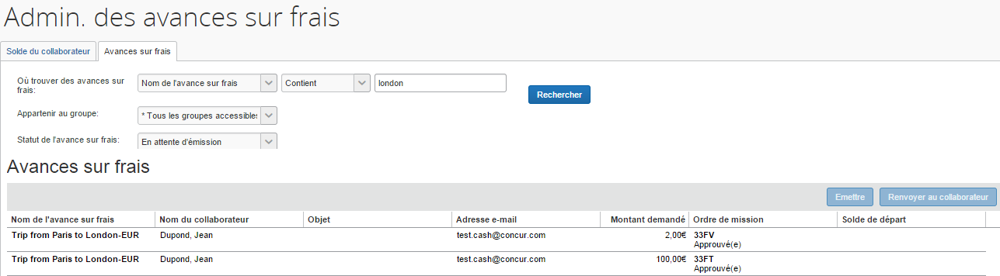 Admin. des avances sur frais
Solde du collaborateur Avances sur frais
Où trouver des avances sur frais: Nom de l'avance sur frais Contient london
Rechercher
Appartenir au groupe: * Tous les groupes accessibles
Statut de l'avance sur frais: En attente d'émission
Avances sur frais
Emettre Renvoyer au collaborateur
Nom de l'avance sur frais Nom du collaborateur Objet Adresse e-mail Montant demandé Ordre de mission Solde de départ
Trip from Paris to London-EUR Dupond, Jean test.cash@concur.com 2,00€ 33FV
Approuvé(e)
Trip from Paris to London-EUR Dupond, Jean test.cash@concur.com 100,00€ 33FT
Approuvé(e)